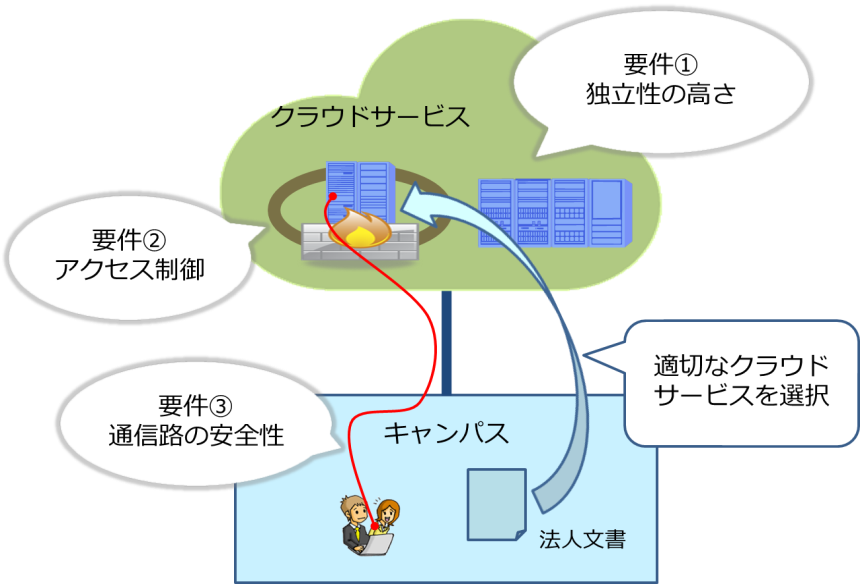 要件①
独立性の高さ
クラウドサービス
要件②
アクセス制御
適切なクラウド
サービスを選択
要件③
通信路の安全性
キャンパス
法人文書